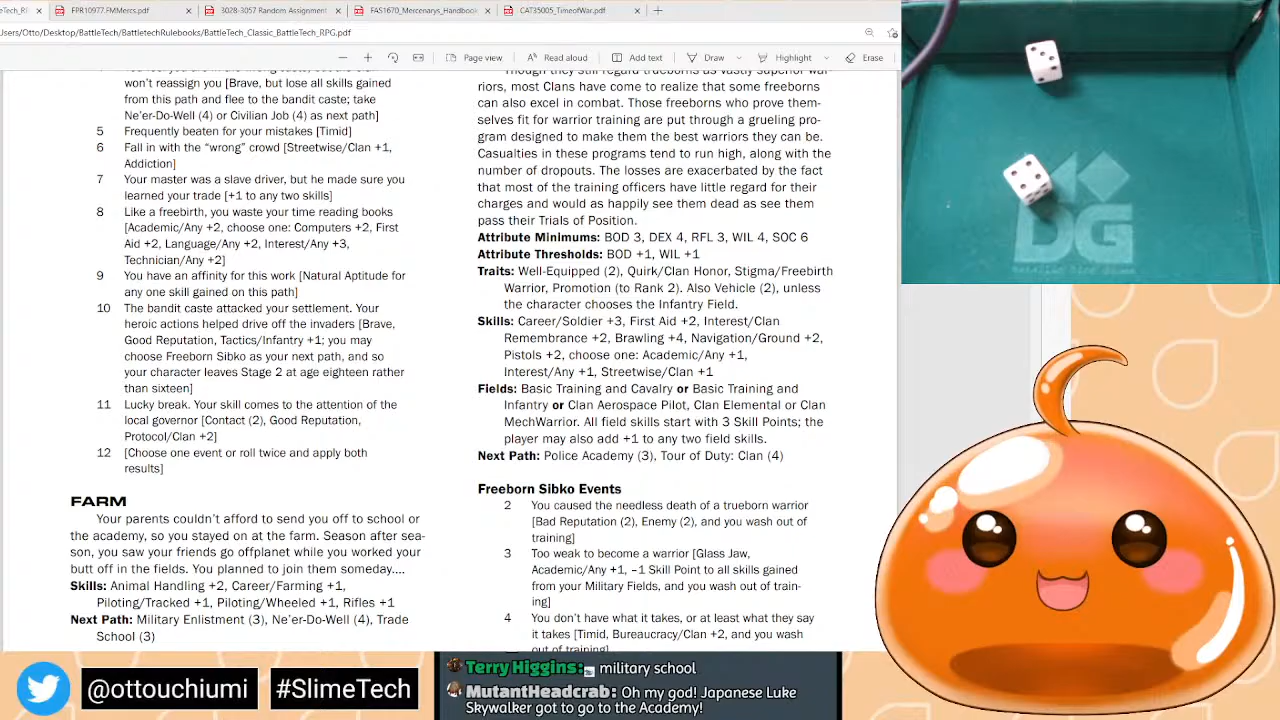 eTech_R
FPR10977.FMMercs.pdf
3028-3057 Random Assignment
FAS1670_Mercenarys_Handbook
CAT35005_TimeofWar.pdf
sers/Otto/Desktop/BattleTech/BattletechRulebooks/BattleTech_Classic_BattleTech_RPG.pdf
Page view
Read aloud
Add text
Draw
Highlight
Erase
won't reassign you [Brave, but lose all skills gained
from this path and flee to the bandit caste; take
Ne'er-Do-Well (4) or Civilian Job (4) as next path]
5 Frequently beaten for your mistakes [Timid]
6 Fall in with the “wrong” crowd [Streetwise/Clan +1,
Addiction]
7 Your master was a slave driver, but he made sure you
learned your trade [+1 to any two skills]
8 Like a freebirth, you waste your time reading books
[Academic/Any +2, choose one: Computers +2, First
Aid +2, Language/Any +2, Interest/Any +3,
Technician/Any +2]
9 You have an affinity for this work [Natural Aptitude for
any one skill gained on this path]
10 The bandit caste attacked your settlement. Your
heroic actions helped drive off the invaders [Brave,
Good Reputation, Tactics/Infantry +1; you may
choose Freeborn Sibko as your next path, and so
your character leaves Stage 2 at age eighteen rather
than sixteen]
11 Lucky break. Your skill comes to the attention of the
local governor [Contact (2), Good Reputation,
Protocol/Clan +2]
12 [Choose one event or roll twice and apply both
results]
FARM
Your parents couldn't afford to send you off to school or
the academy, so you stayed on at the farm. Season after sea-
son, you saw your friends go offplanet while you worked your
butt off in the fields. You planned to join them someday....
Skills: Animal Handling +2, Career/Farming +1,
Piloting/Tracked +1, Piloting/Wheeled +1, Rifles +1
Next Path: Military Enlistment (3), Ne'er-Do-Well (4), Trade
School (3)
Though they still regard trueborns as vastly superior war-
riors, most Clans have come to realize that some freeborns
can also excel in combat. Those freeborns who prove them-
selves fit for warrior training are put through a grueling pro-
gram designed to make them the best warriors they can be.
Casualties in these programs tend to run high, along with the
number of dropouts. The losses are exacerbated by the fact
that most of the training officers have little regard for their
charges and would as happily see them dead as see them
pass their Trials of Position.
Attribute Minimums: BOD 3, DEX 4, RFL 3, WIL 4, SOC 6
Attribute Thresholds: BOD +1, WIL +1
Traits: Well-Equipped (2), Quirk/Clan Honor, Stigma/Freebirth
Warrior, Promotion (to Rank 2). Also Vehicle (2), unless
the character chooses the Infantry Field.
Skills: Career/Soldier +3, First Aid +2, Interest/Clan
Remembrance +2, Brawling +4, Navigation/Ground +2,
Pistols +2, choose one: Academic/Any +1,
Interest/Any +1, Streetwise/Clan +1
Fields: Basic Training and Cavalry or Basic Training and
Infantry or Clan Aerospace Pilot, Clan Elemental or Clan
MechWarrior. All field skills start with 3 Skill Points; the
player may also add +1 to any two field skills.
Next Path: Police Academy (3), Tour of Duty: Clan (4)
Freeborn Sibko Events
2 You caused the needless death of a trueborn warrior
[Bad Reputation (2), Enemy (2), and you wash out of
training]
3 Too weak to become a warrior [Glass Jaw,
Academic/Any +1, –1 Skill Point to all skills gained
from your Military Fields, and you wash out of train-
ing]
4 You don't have what it takes, or at least what they say
it takes [Timid, Bureaucracy/Clan +2, and you wash
out of training]
DG
@ottouchiumi
#SlimeTech
Terry Higgins: military school
MutantHeadcrab: Oh my god! Japanese Luke
Skywalker got to go to the Academy!